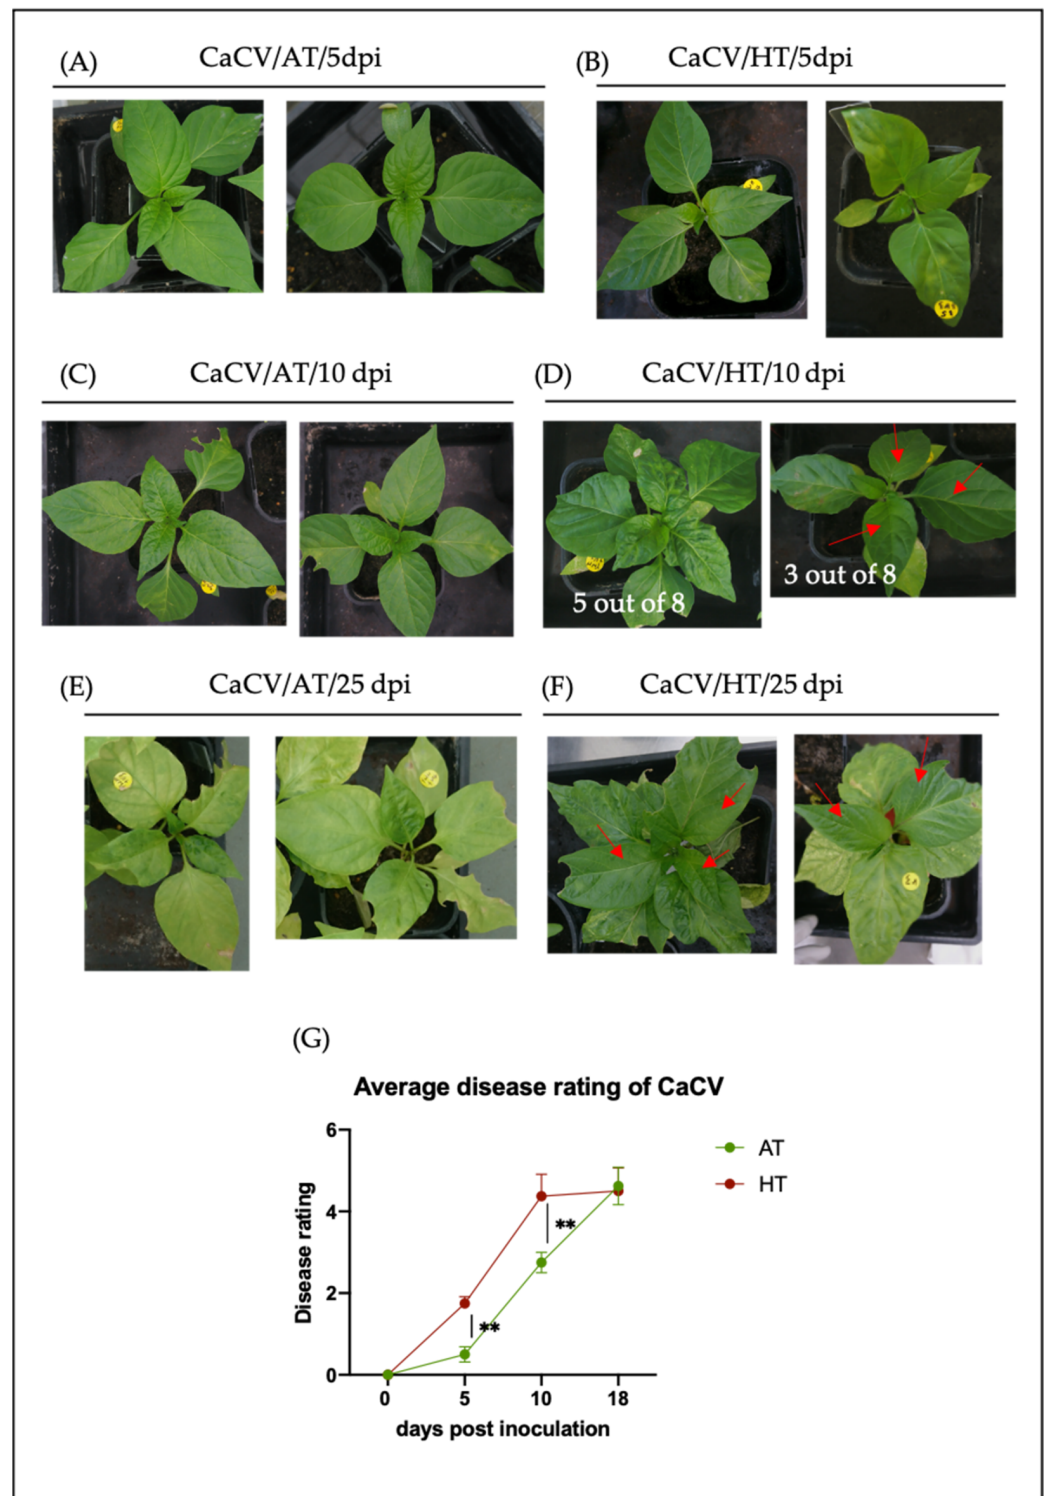 (A) CaCV/AT/5dpi
(B) CaCV/HT/5dpi
(C) CaCV/AT/10 dpi
(D) CaCV/HT/10 dpi
5 out of 8
3 out of 8
(E) CaCV/AT/25 dpi
(F) CaCV/HT/25 dpi
(G)
Average disease rating of CaCV
Disease rating
6
4
2
0
**
**
AT
HT
0 5 10 18
days post inoculation